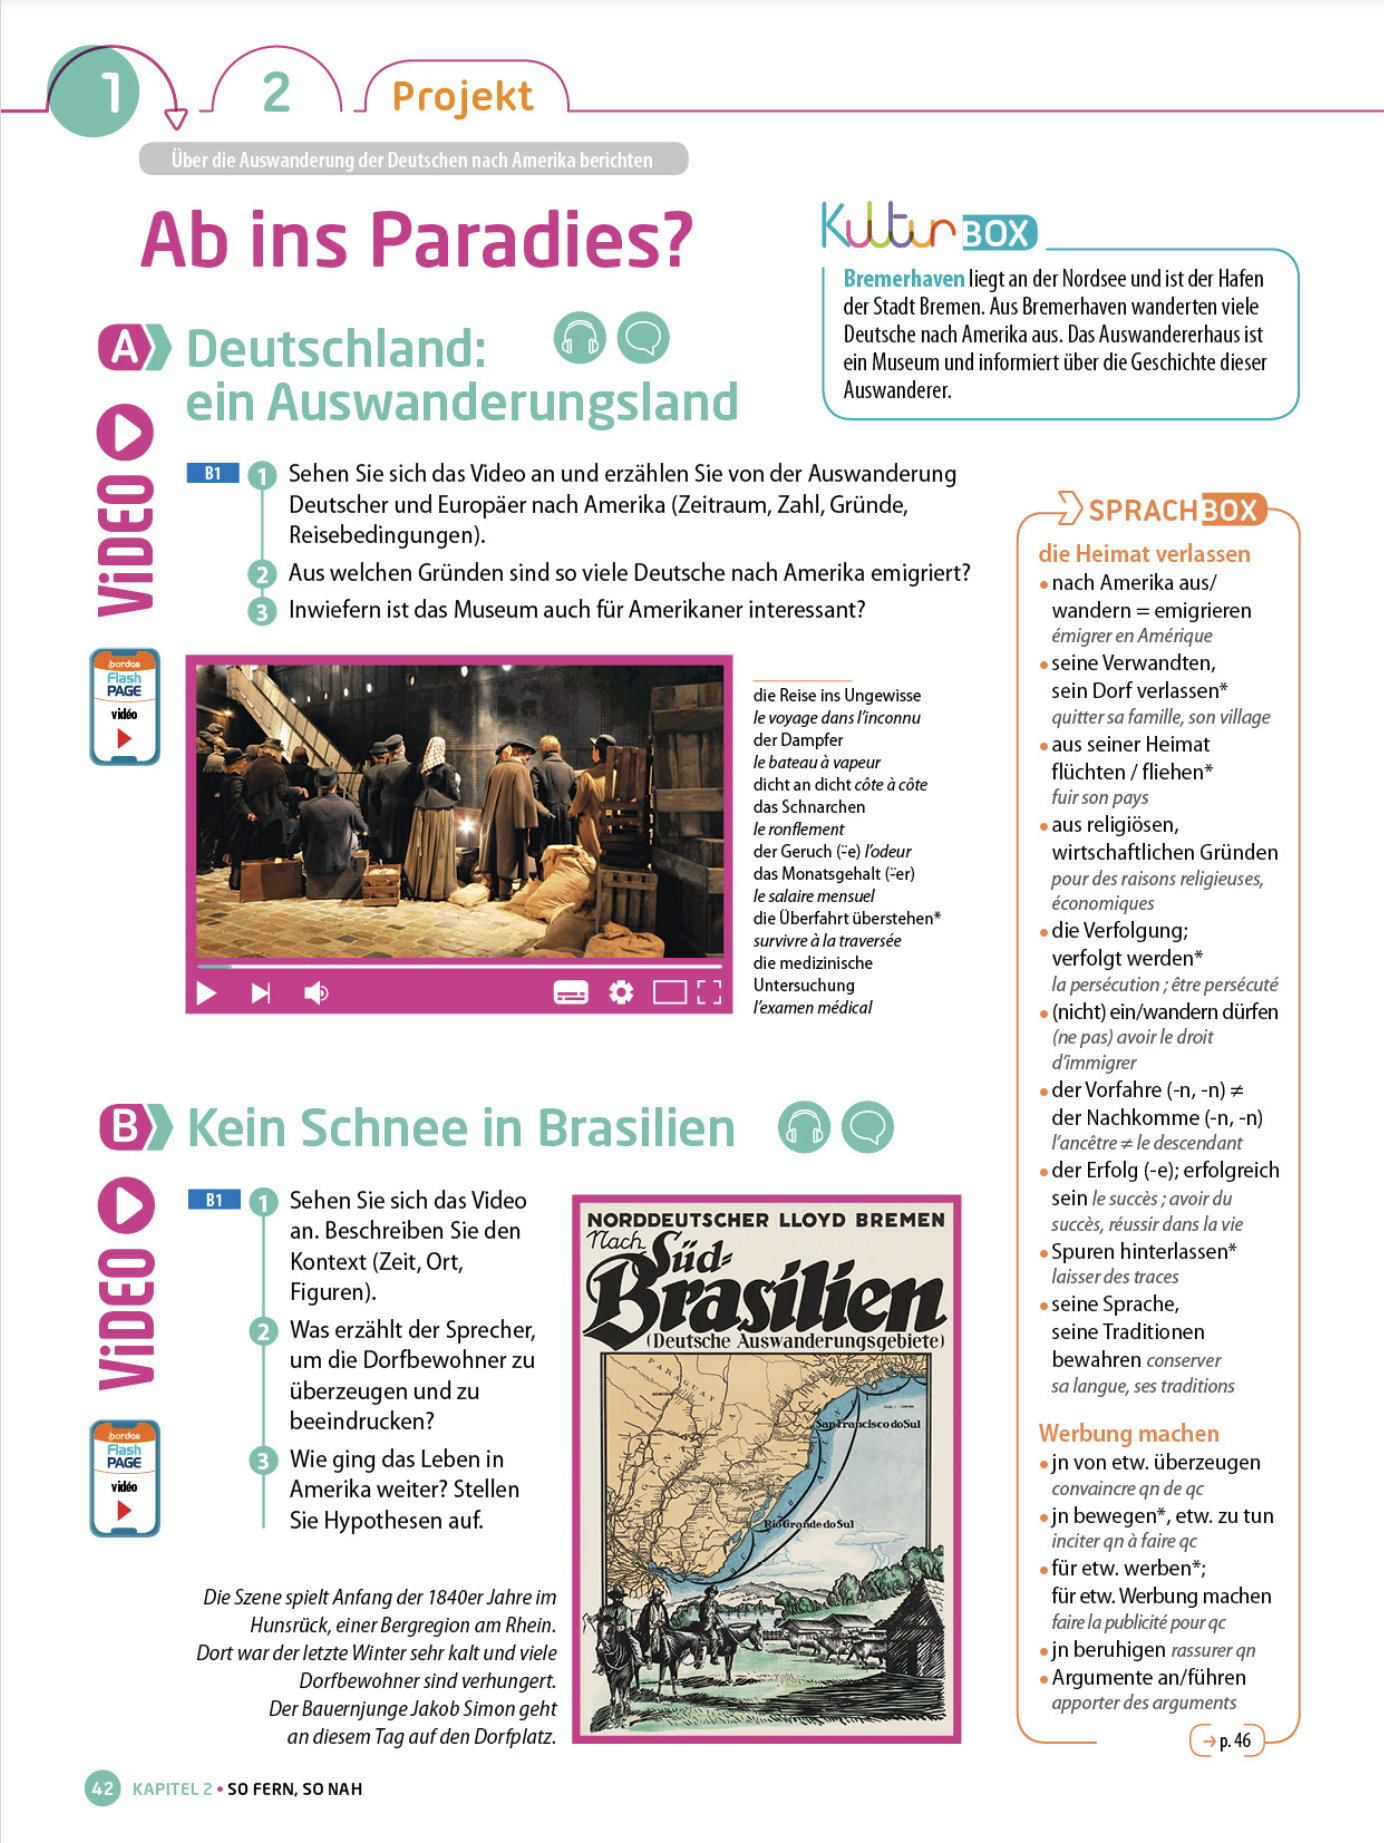 1
2
Projekt
Über die Auswanderung der Deutschen nach Amerika berichten
Ab ins Paradies?
KulturBOX
Bremerhaven liegt an der Nordsee und ist der Hafen
der Stadt Bremen. Aus Bremerhaven wanderten viele
Deutsche nach Amerika aus. Das Auswandererhaus ist
ein Museum und informiert über die Geschichte dieser
Auswanderer.
A
Deutschland:
ein Auswanderungsland
ViDEO
B1
1 Sehen Sie sich das Video an und erzählen Sie von der Auswanderung
Deutscher und Europäer nach Amerika (Zeitraum, Zahl, Gründe,
Reisebedingungen).
2 Aus welchen Gründen sind so viele Deutsche nach Amerika emigriert?
3 Inwiefern ist das Museum auch für Amerikaner interessant?
bordas
Flash
PAGE
vidéo
die Reise ins Ungewisse
le voyage dans l'inconnu
der Dampfer
le bateau à vapeur
dicht an dicht côte à côte
das Schnarchen
le ronflement
der Geruch (¨-e) l'odeur
das Monatsgehalt (¨-er)
le salaire mensuel
die Überfahrt überstehen*
survivre à la traversée
die medizinische
Untersuchung
l'examen médical
B
Kein Schnee in Brasilien
ViDEO
B1
1 Sehen Sie sich das Video
an. Beschreiben Sie den
Kontext (Zeit, Ort,
Figuren).
2 Was erzählt der Sprecher,
um die Dorfbewohner zu
überzeugen und zu
beeindrucken?
3 Wie ging das Leben in
Amerika weiter? Stellen
Sie Hypothesen auf.
bordas
Flash
PAGE
vidéo
Die Szene spielt Anfang der 1840er Jahre im
Hunsrück, einer Bergregion am Rhein.
Dort war der letzte Winter sehr kalt und viele
Dorfbewohner sind verhungert.
Der Bauernjunge Jakob Simon geht
an diesem Tag auf den Dorfplatz.
NORDDEUTSCHER LLOYD BREMEN
Nach Süd-
Brasilien
(Deutsche Auswanderungsgebiete)
PARAGUAY
San Francisco do Sul
Rio Grande do Sul
SPRACHBOX
die Heimat verlassen
• nach Amerika aus/
wandern = emigrieren
émigrer en Amérique
• seine Verwandten,
sein Dorf verlassen*
quitter sa famille, son village
• aus seiner Heimat
flüchten / fliehen*
fuir son pays
• aus religiösen,
wirtschaftlichen Gründen
pour des raisons religieuses,
économiques
• die Verfolgung;
verfolgt werden*
la persécution ; être persécuté
• (nicht) ein/wandern dürfen
(ne pas) avoir le droit
d'immigrer
• der Vorfahre (-n, -n) ≠
der Nachkomme (-n, -n)
l'ancêtre ≠ le descendant
• der Erfolg (-e); erfolgreich
sein le succès ; avoir du
succès, réussir dans la vie
• Spuren hinterlassen*
laisser des traces
• seine Sprache,
seine Traditionen
bewahren conserver
sa langue, ses traditions
Werbung machen
• jn von etw. überzeugen
convaincre qn de qc
• jn bewegen*, etw. zu tun
inciter qn à faire qc
• für etw. werben*;
für etw. Werbung machen
faire la publicité pour qc
• jn beruhigen rassurer qn
• Argumente an/führen
apporter des arguments
→ p. 46
42 KAPITEL 2 • SO FERN, SO NAH